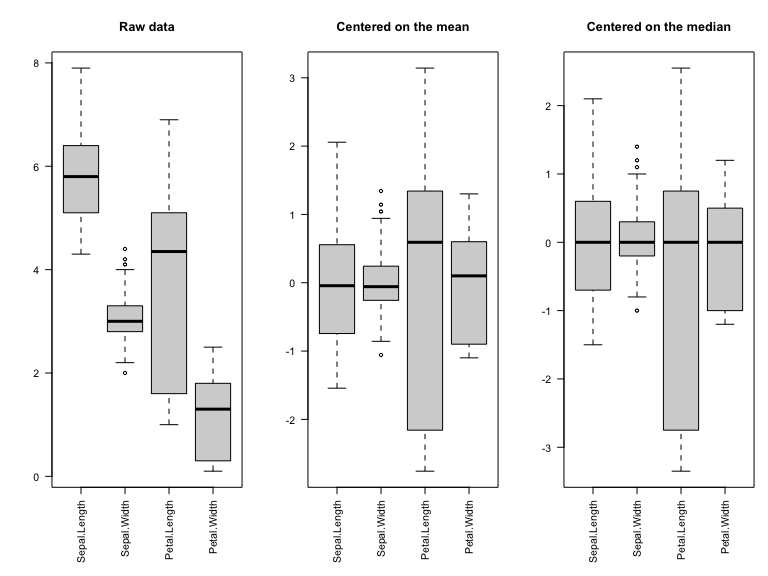 Raw data
8
6
4
2
0
Sepal.Length
Sepal.Width
Petal.Length
Petal.Width
Centered on the mean
3
2
1
0
-1
-2
Sepal.Length
Sepal.Width
Petal.Length
Petal.Width
Centered on the median
2
1
0
-1
-2
-3
Sepal.Length
Sepal.Width
Petal.Length
Petal.Width